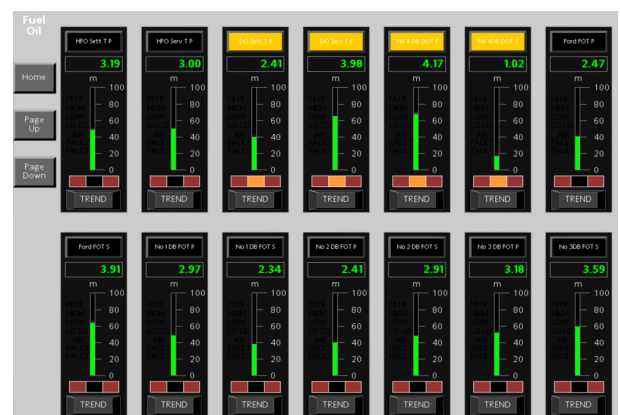 Fuel
Oil
Home
Page
Up
Page
Down
HFO Sett T P
3.19
m
100
80
60
40
20
0
TREND
HFO Serv T P
3.00
m
100
80
60
40
20
0
TREND
DO Sett T P
2.41
m
100
80
60
40
20
0
TREND
DO Serv T P
3.98
m
100
80
60
40
20
0
TREND
No 4 DB DOT P
4.17
m
100
80
60
40
20
0
TREND
No 4DB DOT S
1.02
m
100
80
60
40
20
0
TREND
Ford FOT P
2.47
m
100
80
60
40
20
0
TREND
Ford FOT S
3.91
m
100
80
60
40
20
0
TREND
No 1 DB FOT P
2.97
m
100
80
60
40
20
0
TREND
No 1 DB FOT S
2.34
m
100
80
60
40
20
0
TREND
No 2 DB FOT P
2.41
m
100
80
60
40
20
0
TREND
No 2 DB FOT S
2.91
m
100
80
60
40
20
0
TREND
No 3 DB FOT P
3.18
m
100
80
60
40
20
0
TREND
No 3DB FOT S
3.59
m
100
80
60
40
20
0
TREND